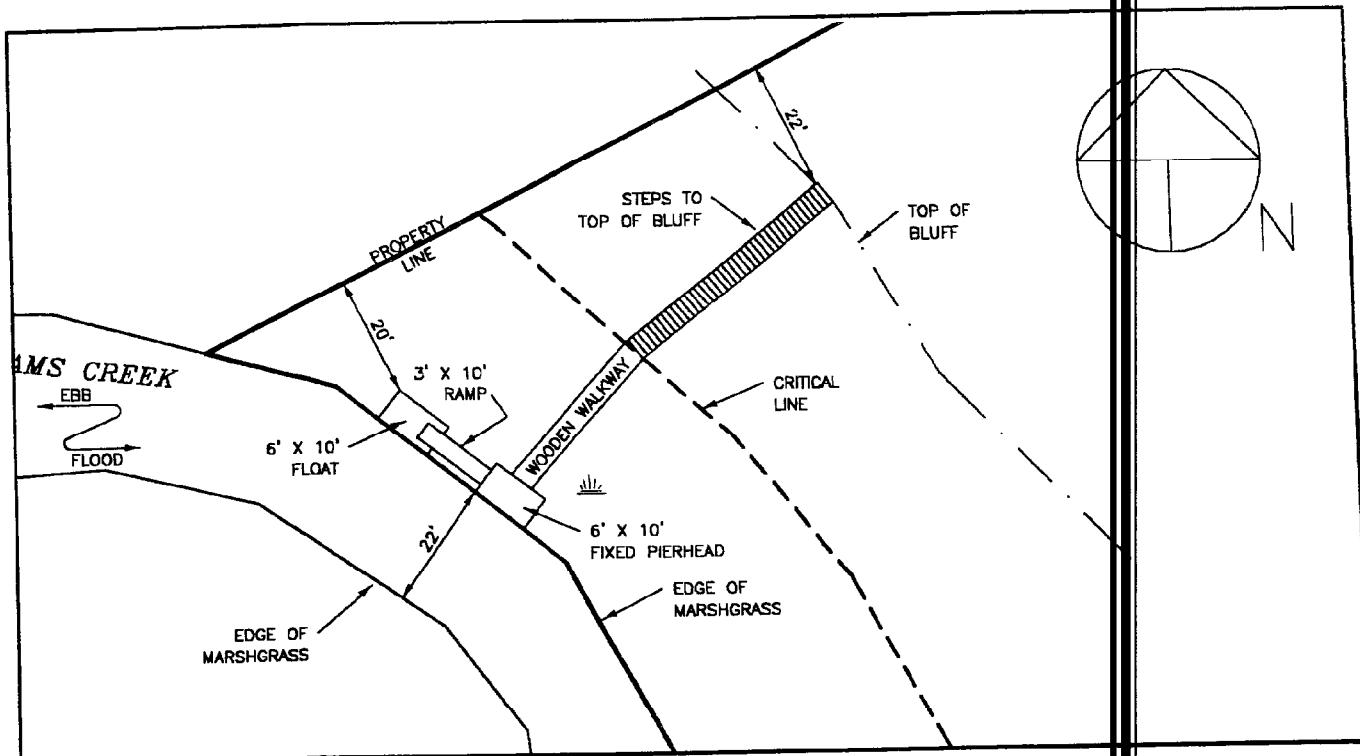 22'
STEPS TO
TOP OF BLUFF
TOP OF
BLUFF
N
PROPERTY
LINE
20'
AMS CREEK
EBB
FLOOD
3' X 10'
RAMP
6' X 10'
FLOAT
WOODEN WALKWAY
CRITICAL
LINE
22'
6' X 10'
FIXED PIERHEAD
EDGE OF
MARSHGRASS
EDGE OF
MARSHGRASS